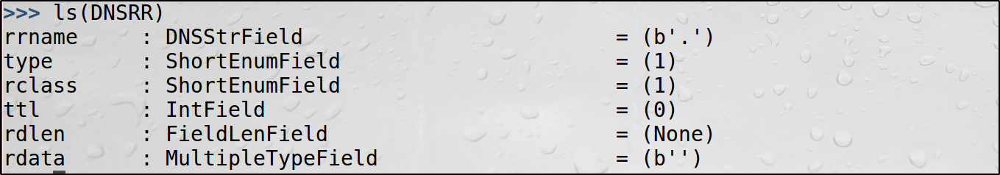 >>> ls(DNSRR)
rrname     : DNSStrField                         = (b'.')
type       : ShortEnumField                      = (1)
rclass     : ShortEnumField                      = (1)
ttl        : IntField                            = (0)
rdlen      : FieldLenField                       = (None)
rdata      : MultipleTypeField                   = (b'')